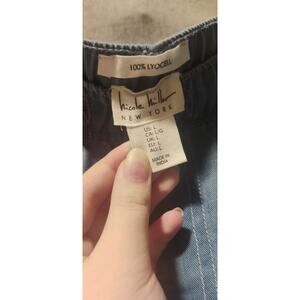 100% LYOCELL
nicole miller
NEW YORK
US: L
CA: L/G
UK: L
EU: L
AU: L
MADE IN
INDIA